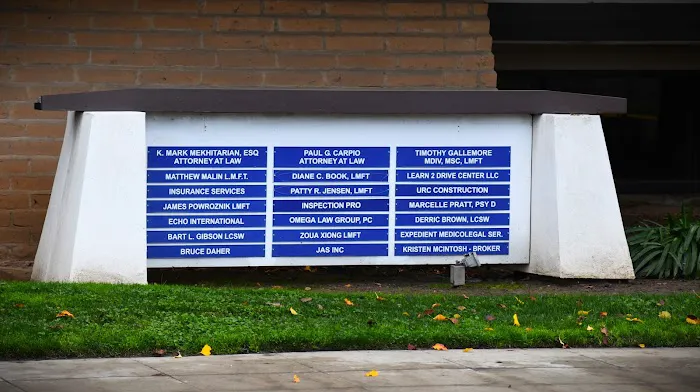 K. MARK MEKHITARIAN, ESQ
ATTORNEY AT LAW
MATTHEW MALIN L.M.F.T.
INSURANCE SERVICES
JAMES POWROZNIK LMFT
ECHO INTERNATIONAL
BART L. GIBSON LCSW
BRUCE DAHER
PAUL G. CARPIO
ATTORNEY AT LAW
DIANE C. BOOK, LMFT
PATTY R. JENSEN, LMFT
INSPECTION PRO
OMEGA LAW GROUP, PC
ZOUA XIONG LMFT
JAS INC
TIMOTHY GALLEMORE
MDIV, MSC, LMFT
LEARN 2 DRIVE CENTER LLC
URC CONSTRUCTION
MARCELLE PRATT, PSY D
DERRIC BROWN, LCSW
EXPEDIENT MEDICOLEGAL SER.
KRISTEN MCINTOSH - BROKER